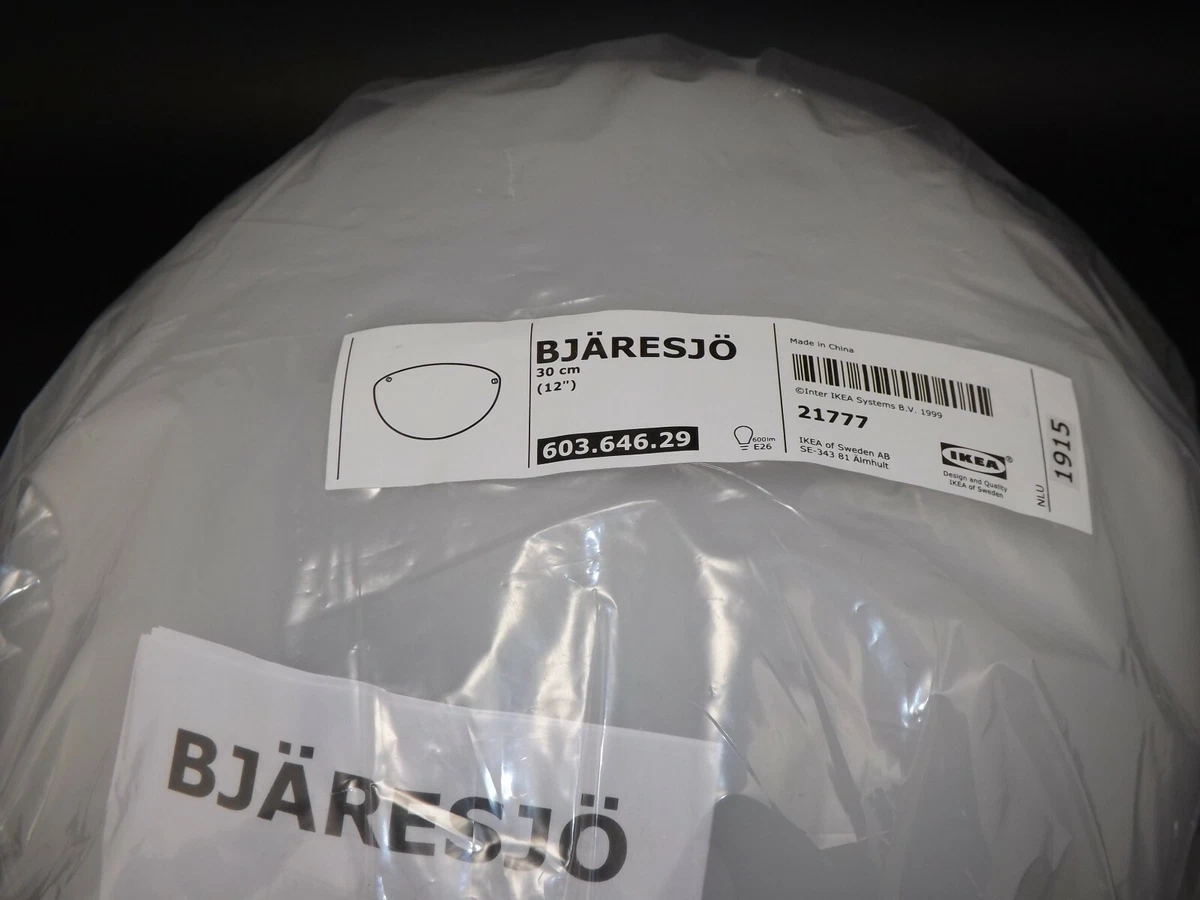 BJÄRESJÖ
30 cm
(12")
603.646.29
600lm
E26
Made in China
©Inter IKEA Systems B.V. 1999
21777
IKEA of Sweden AB
SE-343 81 Älmhult
IKEA®
Design and Quality
IKEA of Sweden
NLU
1915
BJÄRESJÖ